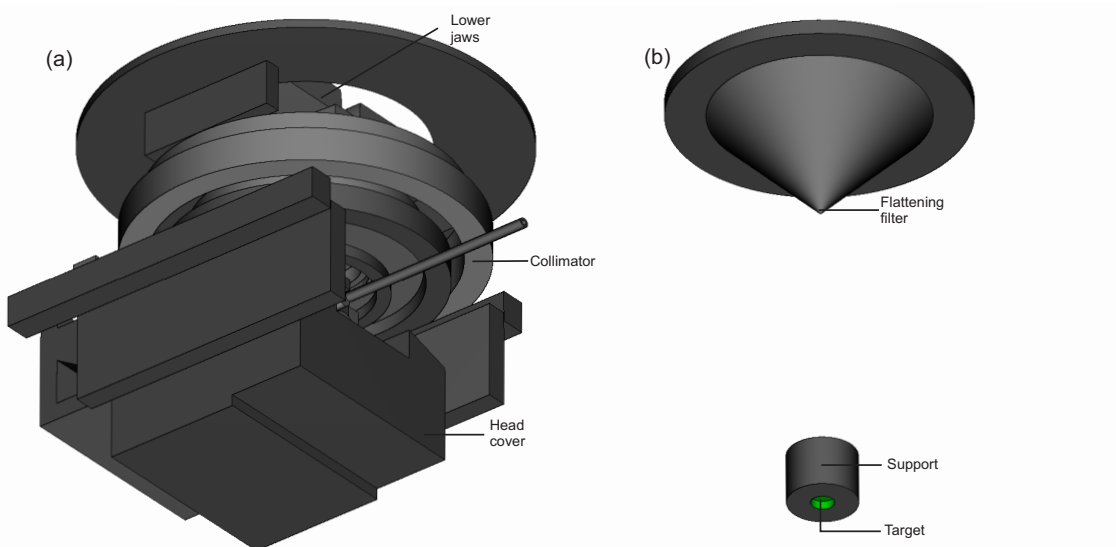 (a)
Lower
jaws
Collimator
Head
cover
(b)
Flattening
filter
Support
Target